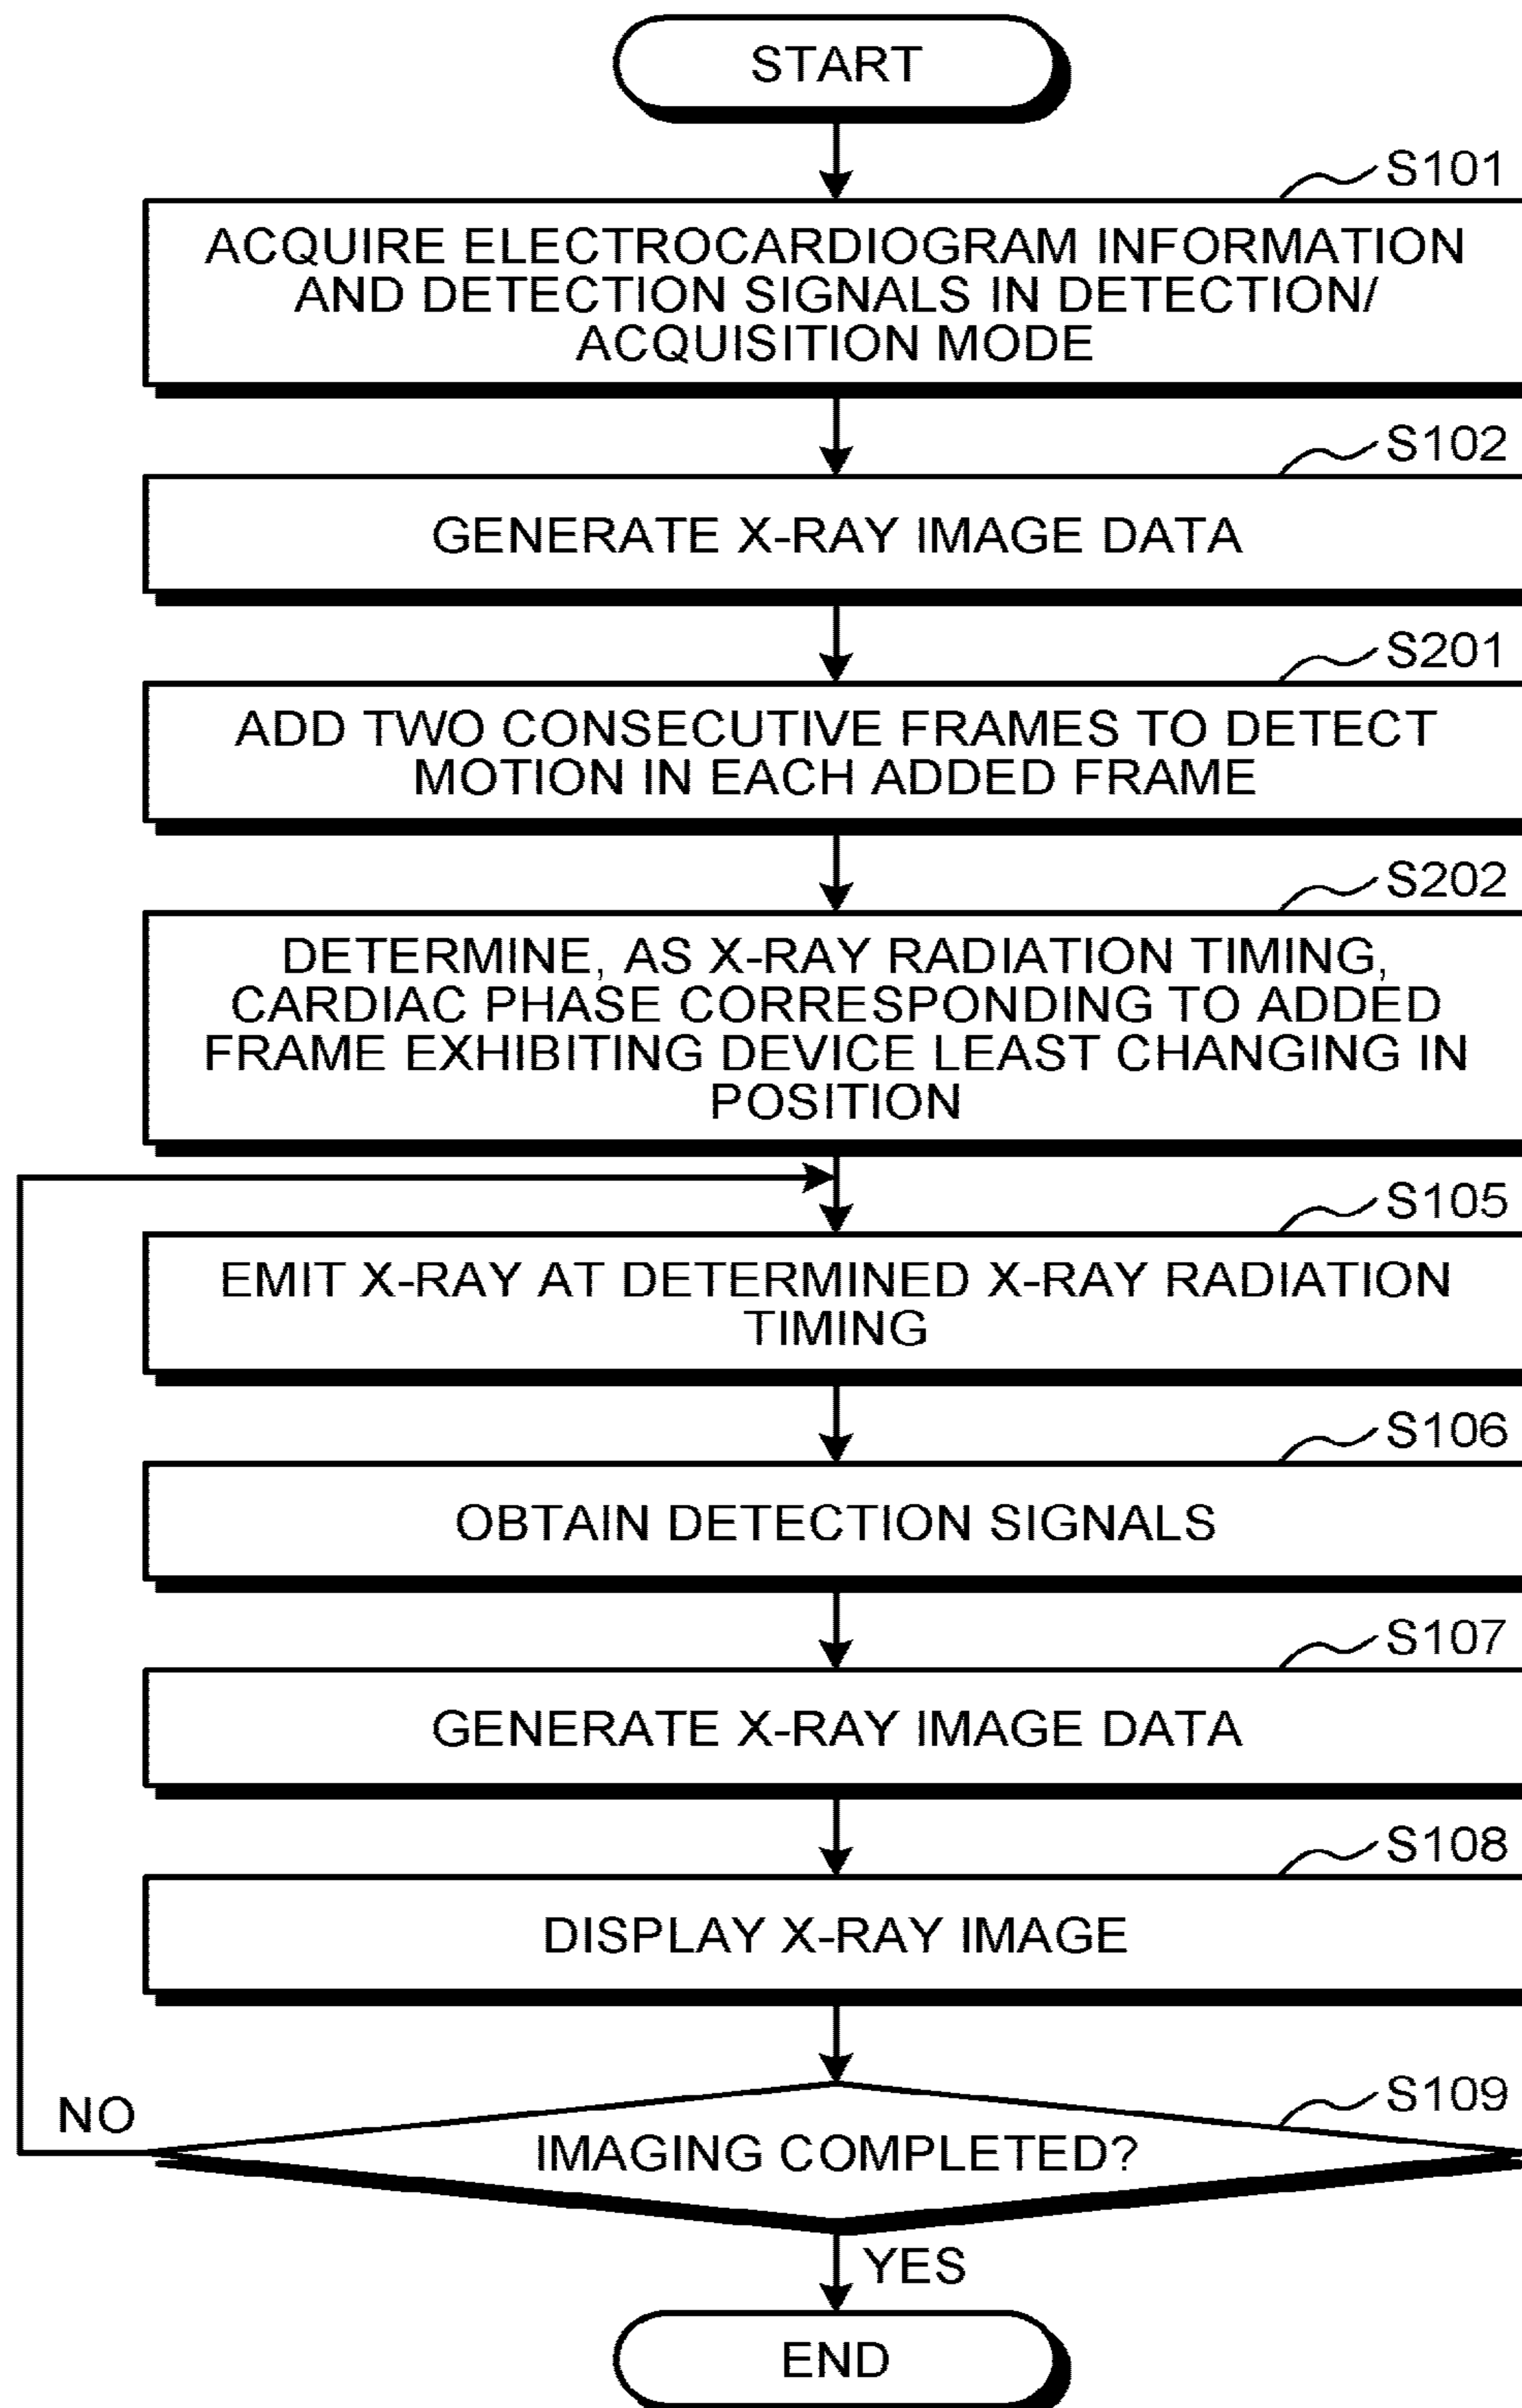 START
S101
ACQUIRE ELECTROCARDIOGRAM INFORMATION
AND DETECTION SIGNALS IN DETECTION/
ACQUISITION MODE
S102
GENERATE X-RAY IMAGE DATA
S201
ADD TWO CONSECUTIVE FRAMES TO DETECT
MOTION IN EACH ADDED FRAME
S202
DETERMINE, AS X-RAY RADIATION TIMING,
CARDIAC PHASE CORRESPONDING TO ADDED
FRAME EXHIBITING DEVICE LEAST CHANGING IN
POSITION
S105
EMIT X-RAY AT DETERMINED X-RAY RADIATION
TIMING
S106
OBTAIN DETECTION SIGNALS
S107
GENERATE X-RAY IMAGE DATA
S108
DISPLAY X-RAY IMAGE
S109
NO
IMAGING COMPLETED?
YES
END